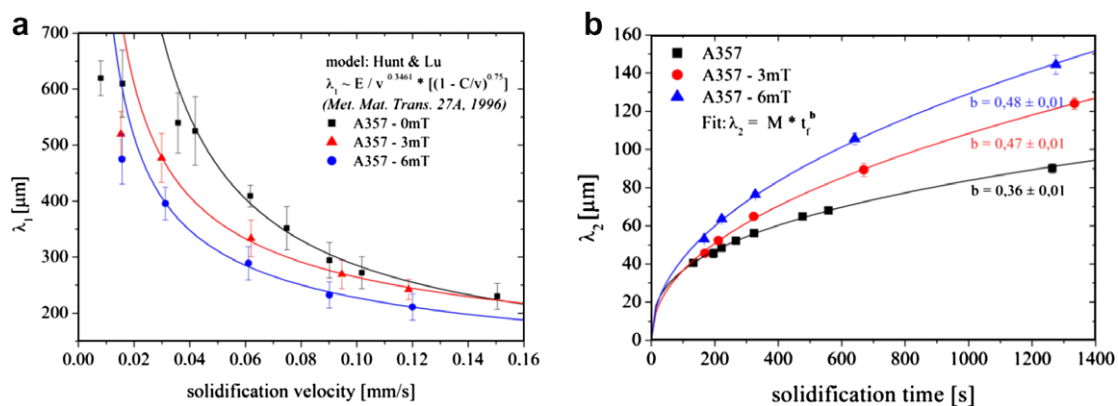 a
700
600
500
400
300
200
λ₁ [μm]
model: Hunt & Lu
λ₁ ~ E / v ^0.3461 * [(1 - C/v)^0.75]
(Met. Mat. Trans. 27A, 1996)
A357 - 0mT
A357 - 3mT
A357 - 6mT
0.00 0.02 0.04 0.06 0.08 0.10 0.12 0.14 0.16
solidification velocity [mm/s]
b
160
140
120
100
80
60
40
20
0
λ₂ [μm]
A357
A357 - 3mT
A357 - 6mT
Fit: λ₂ = M * t_f^b
b = 0,48 ± 0,01
b = 0,47 ± 0,01
b = 0,36 ± 0,01
0 200 400 600 800 1000 1200 1400
solidification time [s]